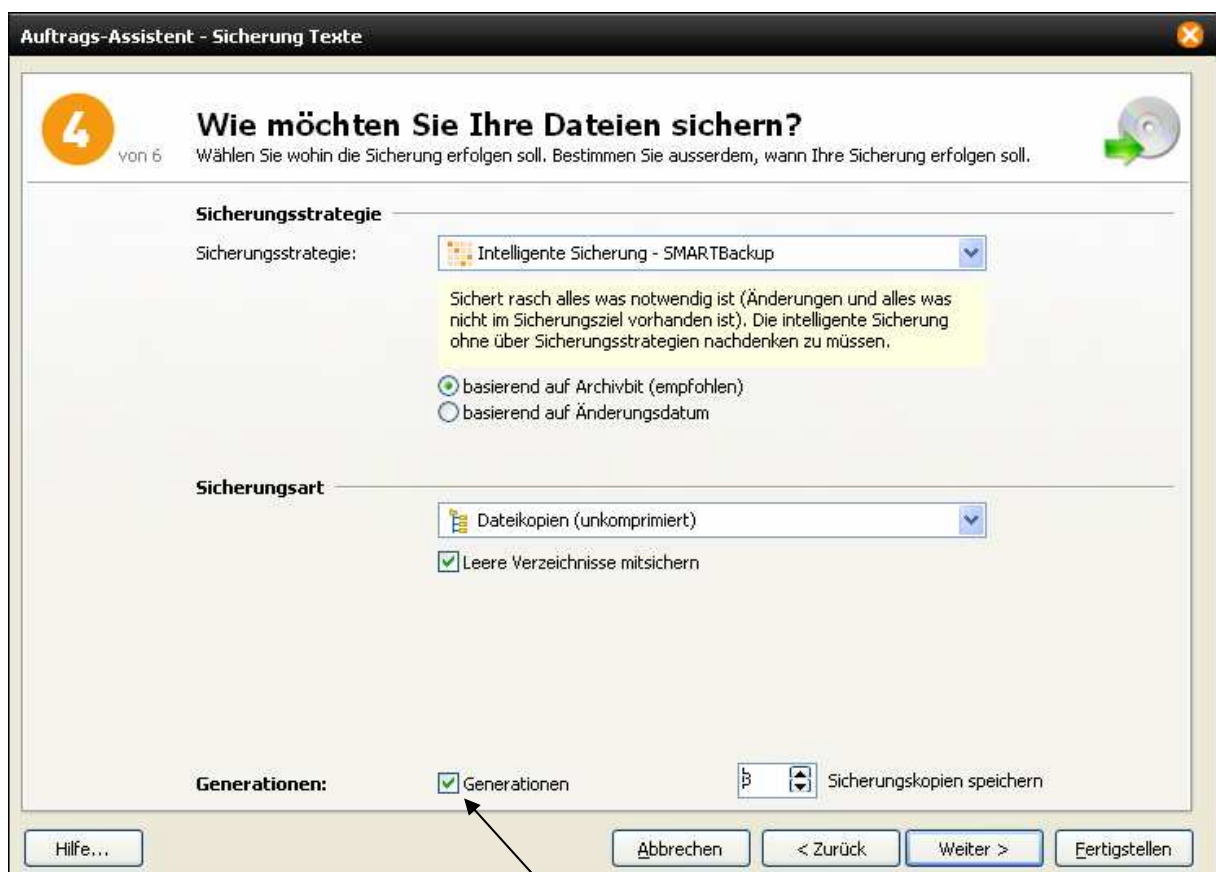 Auftrags-Assistent - Sicherung Texte
4
von 6
Wie möchten Sie Ihre Dateien sichern?
Wählen Sie wohin die Sicherung erfolgen soll. Bestimmen Sie ausserdem, wann Ihre Sicherung erfolgen soll.
Sicherungsstrategie
Sicherungsstrategie:
Intelligente Sicherung - SMARTBackup
Sichert rasch alles was notwendig ist (Änderungen und alles was
nicht im Sicherungsziel vorhanden ist). Die intelligente Sicherung
ohne über Sicherungsstrategien nachdenken zu müssen.
basierend auf Archivbit (empfohlen)
basierend auf Änderungsdatum
Sicherungsart
Dateikopien (unkomprimiert)
Leere Verzeichnisse mitsichern
Generationen:
Generationen
Sicherungskopien speichern
Hilfe...
Abbrechen
< Zurück
Weiter >
Fertigstellen